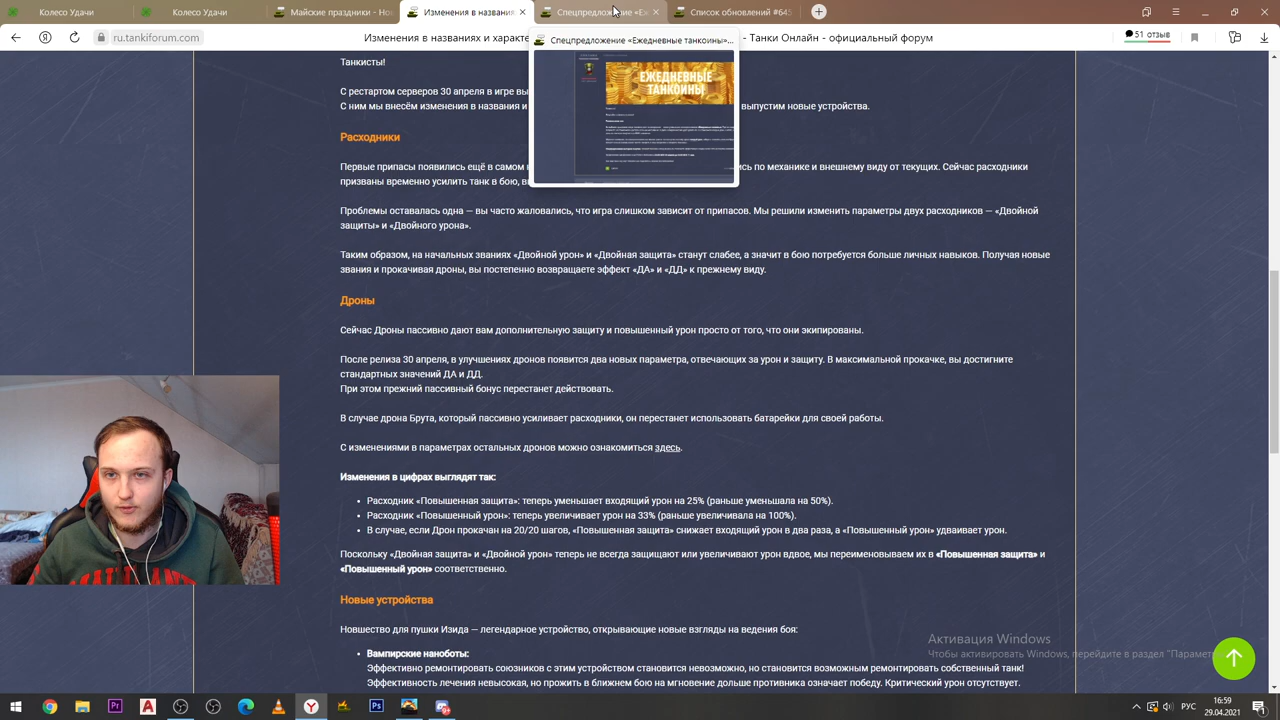 Колесо Удачи
Колесо Удачи
Майские праздники - Но
Изменения в названия
Спецпредложение «Еж
Список обновлений #645
ru.tankiforum.com
Изменения в названиях и характе
- Танки Онлайн - официальный форум
51 отзыв
Спецпредложение «Ежедневные танкоины»...
ЕЖЕДНЕВНЫЕ
ТАНКОИНЫ
Танкисты!
С рестартом серверов 30 апреля в игре вы
С ним мы внесём изменения в названия и
выпустим новые устройства.
Расходники
Первые припасы появились ещё в самом
сь по механике и внешнему виду от текущих. Сейчас расходники
призваны временно усилить танк в бою, в
Проблемы оставалась одна — вы часто жаловались, что игра слишком зависит от припасов. Мы решили изменить параметры двух расходников — «Двойной
защиты» и «Двойного урона».
Таким образом, на начальных званиях «Двойной урон» и «Двойная защита» станут слабее, а значит в бою потребуется больше личных навыков. Получая новые
звания и прокачивая дроны, вы постепенно возвращаете эффект «ДА» и «ДД» к прежнему виду.
Дроны
Сейчас Дроны пассивно дают вам дополнительную защиту и повышенный урон просто от того, что они экипированы.
После релиза 30 апреля, в улучшениях дронов появится два новых параметра, отвечающих за урон и защиту. В максимальной прокачке, вы достигните
стандартных значений ДА и ДД.
При этом прежний пассивный бонус перестанет действовать.
В случае дрона Брута, который пассивно усиливает расходники, он перестанет использовать батарейки для своей работы.
С изменениями в параметрах остальных дронов можно ознакомиться здесь.
Изменения в цифрах выглядят так:
• Расходник «Повышенная защита»: теперь уменьшает входящий урон на 25% (раньше уменьшала на 50%).
• Расходник «Повышенный урон»: теперь увеличивает урон на 33% (раньше увеличивала на 100%).
• В случае, если Дрон прокачан на 20/20 шагов, «Повышенная защита» снижает входящий урон в два раза, а «Повышенный урон» удваивает урон.
Поскольку «Двойная защита» и «Двойной урон» теперь не всегда защищают или увеличивают урон вдвое, мы переименовываем их в «Повышенная защита» и
«Повышенный урон» соответственно.
Новые устройства
Новшество для пушки Изида — легендарное устройство, открывающие новые взгляды на ведения боя:
• Вампирские наноботы:
Эффективно ремонтировать союзников с этим устройством становится невозможно, но становится возможным ремонтировать собственный танк!
Эффективность лечения невысокая, но прожить в ближнем бою на мгновение дольше противника означает победу. Критический урон отсутствует.
Активация Windows
Чтобы активировать Windows, перейдите в раздел "Парамет
РУС
16:59
29.04.2021